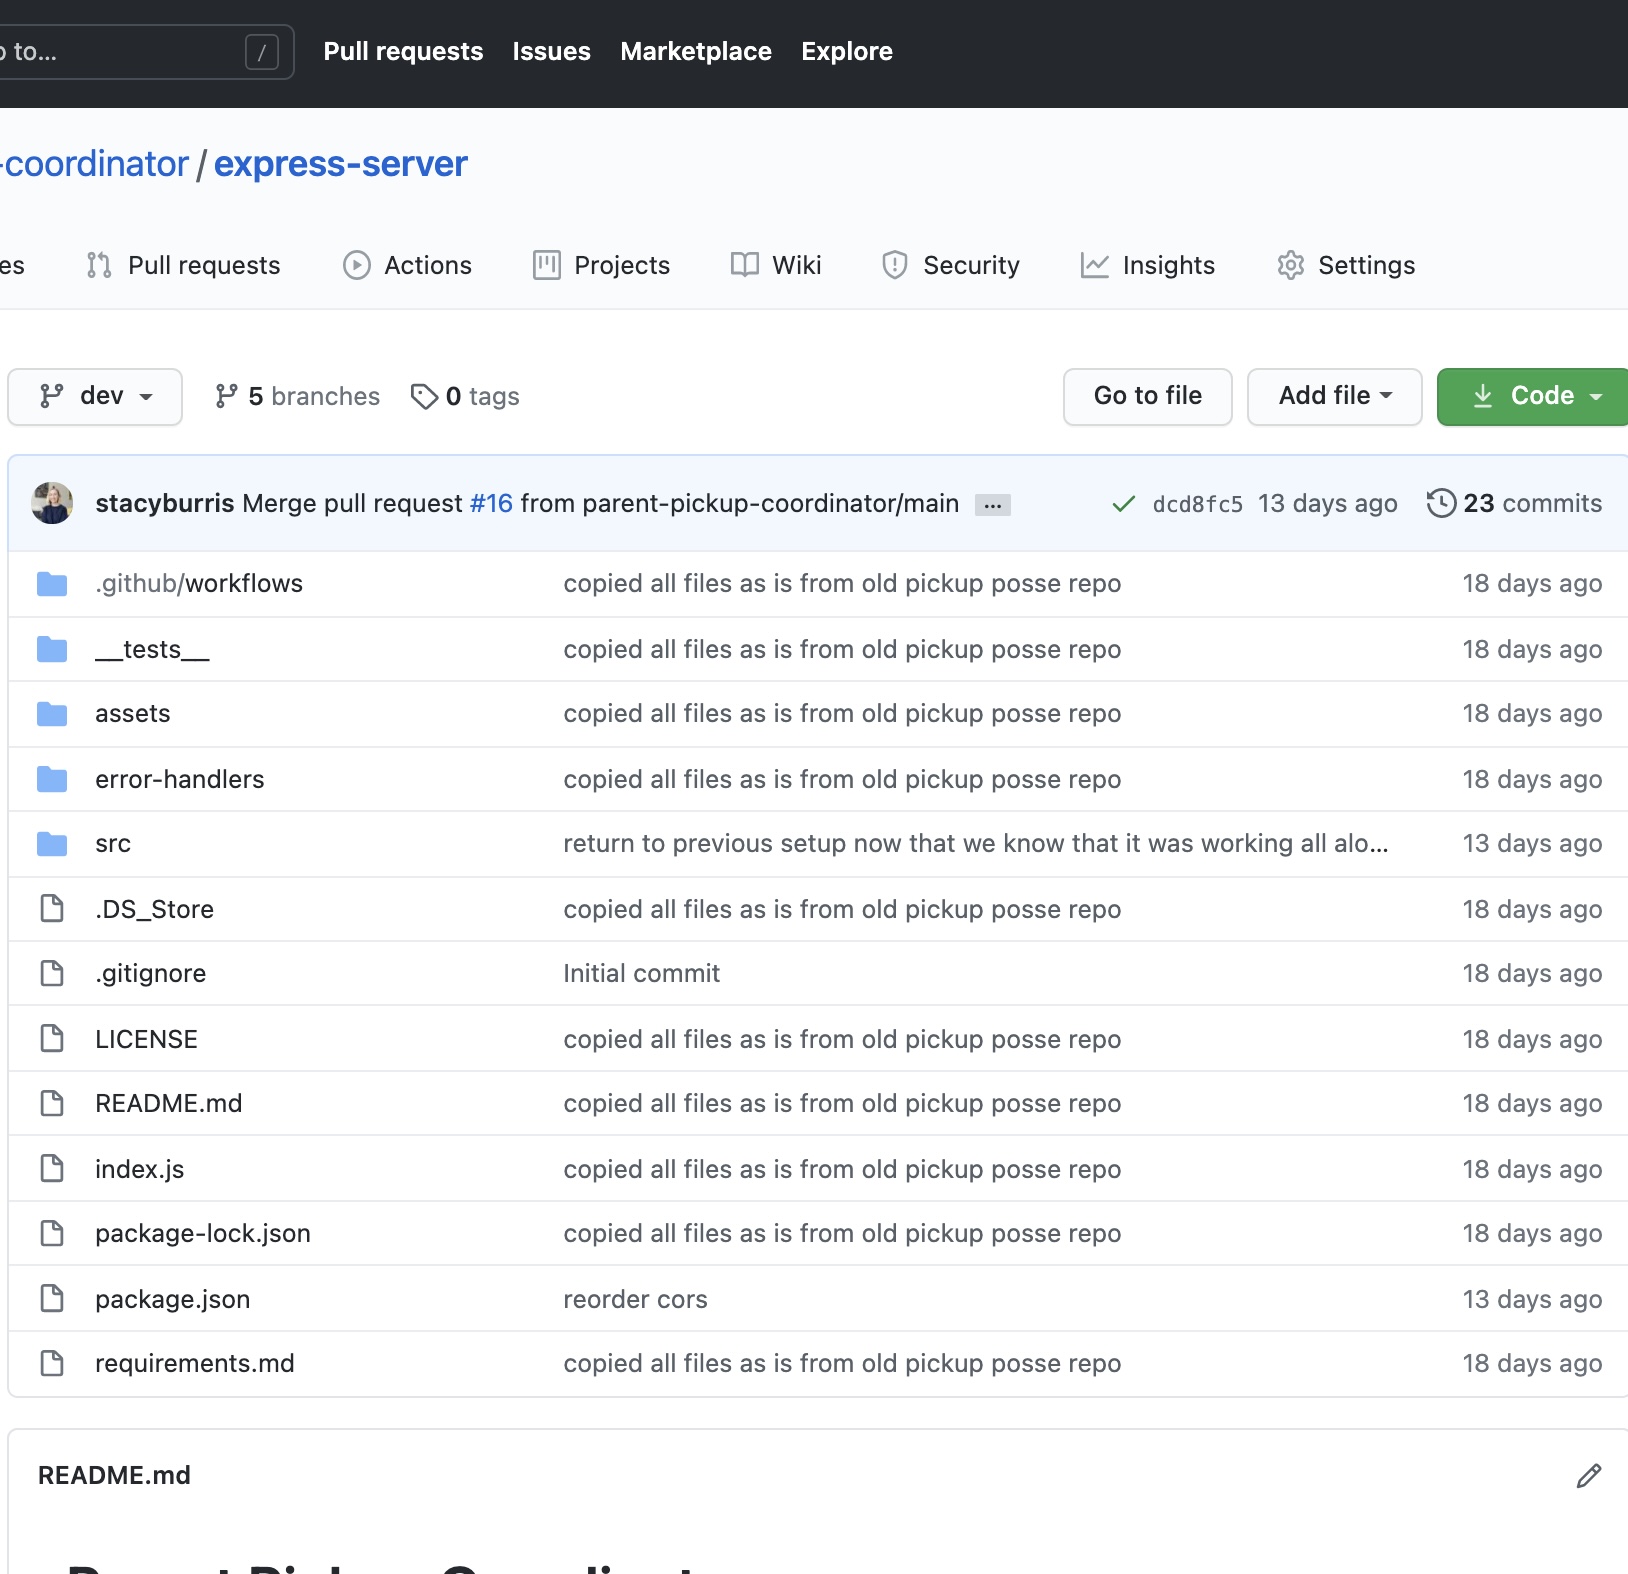 to... /
Pull requests Issues Marketplace Explore
-coordinator / express-server
es Pull requests Actions Projects Wiki Security Insights Settings
dev 5 branches 0 tags Go to file Add file Code
stacyburris Merge pull request #16 from parent-pickup-coordinator/main ... dcd8fc5 13 days ago 23 commits
.github/workflows copied all files as is from old pickup posse repo 18 days ago
__tests__ copied all files as is from old pickup posse repo 18 days ago
assets copied all files as is from old pickup posse repo 18 days ago
error-handlers copied all files as is from old pickup posse repo 18 days ago
src return to previous setup now that we know that it was working all alo... 13 days ago
.DS_Store copied all files as is from old pickup posse repo 18 days ago
.gitignore Initial commit 18 days ago
LICENSE copied all files as is from old pickup posse repo 18 days ago
README.md copied all files as is from old pickup posse repo 18 days ago
index.js copied all files as is from old pickup posse repo 18 days ago
package-lock.json copied all files as is from old pickup posse repo 18 days ago
package.json reorder cors 13 days ago
requirements.md copied all files as is from old pickup posse repo 18 days ago
README.md